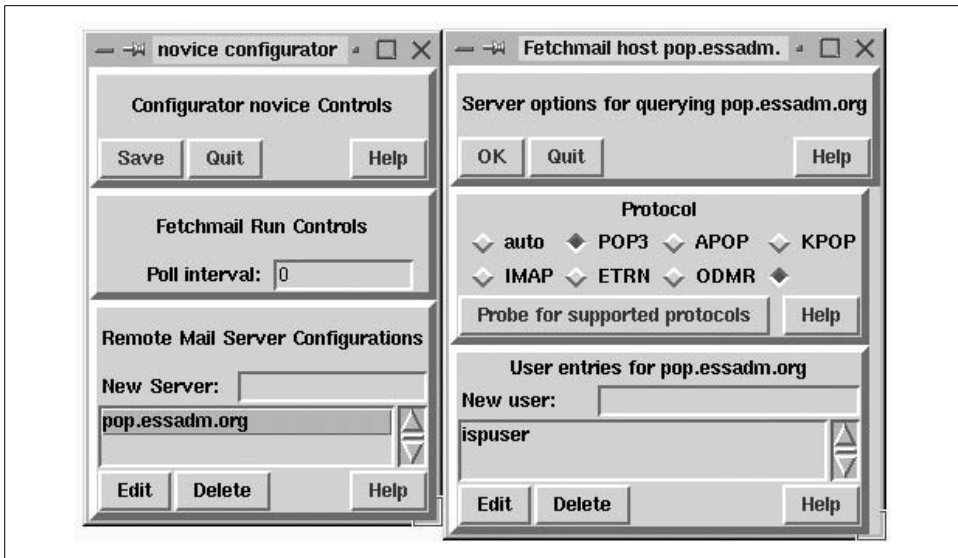 novice configurator
Configurator novice Controls
Save Quit Help
Fetchmail Run Controls
Poll interval: 0
Remote Mail Server Configurations
New Server:
pop.essadm.org
Edit Delete Help
Fetchmail host pop.essadm.
Server options for querying pop.essadm.org
OK Quit Help
Protocol
auto POP3 APOP KPOP
IMAP ETRN ODMR
Probe for supported protocols Help
User entries for pop.essadm.org
New user:
ispuser
Edit Delete Help